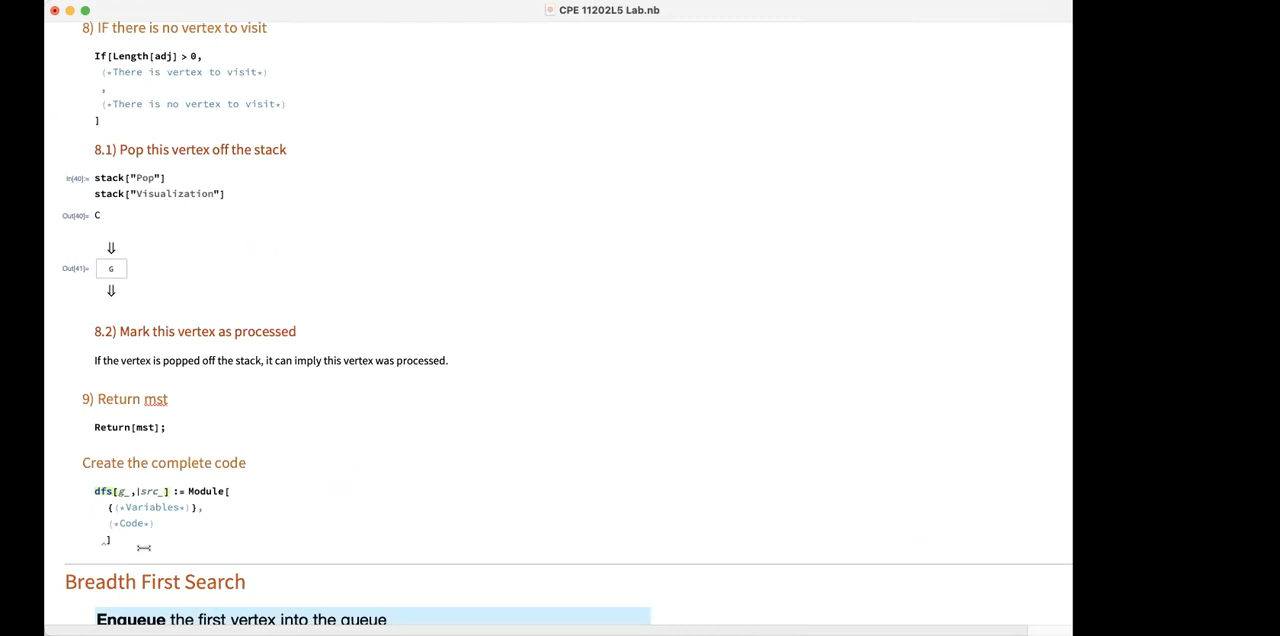 CPE 11202L5 Lab.nb
8) IF there is no vertex to visit
If[Length[adj] > 0,
(*There is vertex to visit*)
,
(*There is no vertex to visit*)
]
8.1) Pop this vertex off the stack
In[40]:= stack["Pop"]
stack["Visualization"]
Out[40]= C
⇓
Out[41]= G
⇓
8.2) Mark this vertex as processed
If the vertex is popped off the stack, it can imply this vertex was processed.
9) Return mst
Return[mst];
Create the complete code
dfs[g_,src_] := Module[
{(*Variables*)},
(*Code*)
]
Breadth First Search
Enqueue the first vertex into the queue